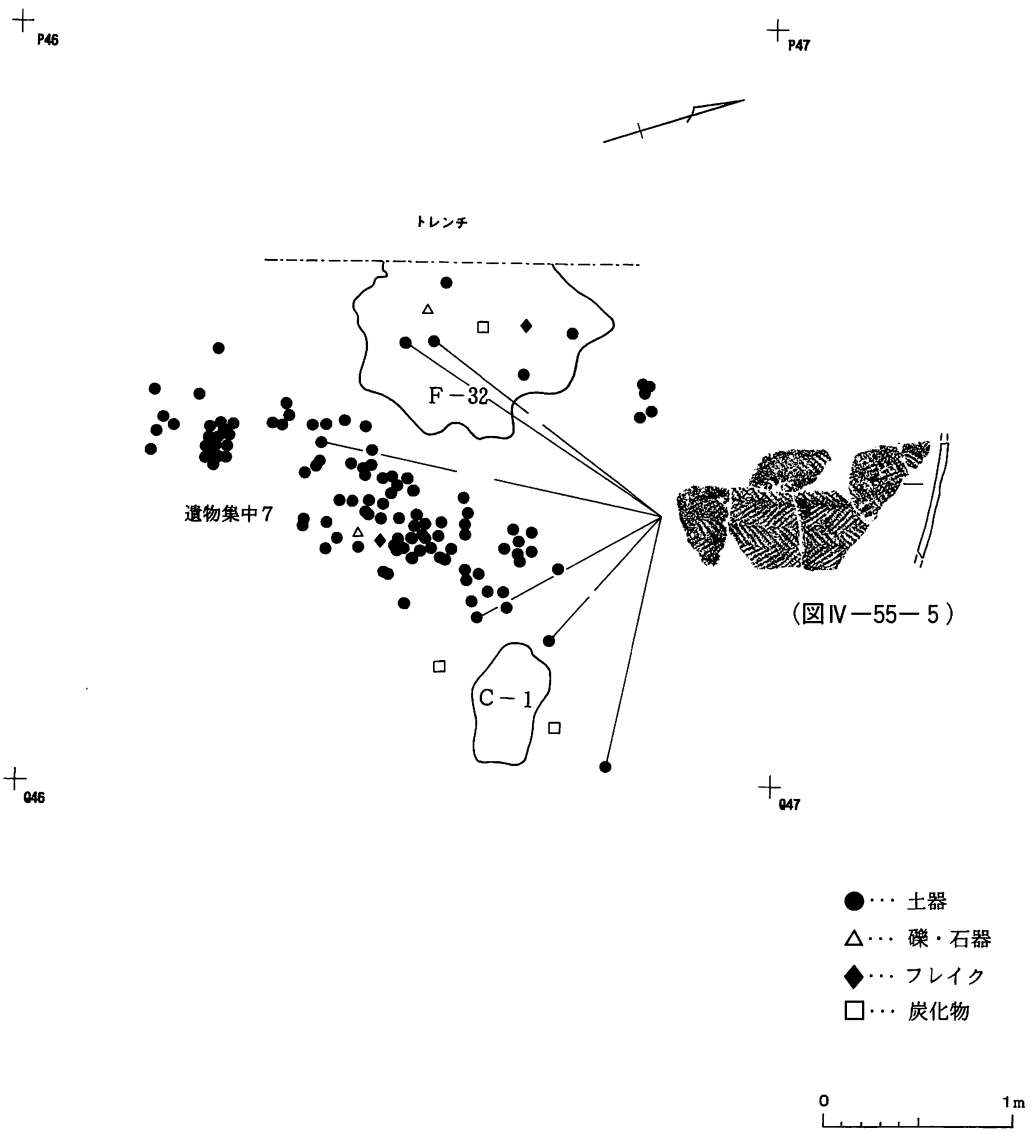 P46
P47
トレンチ
F-32
遺物集中7
(図Ⅳ-55-5)
C-1
Q46
Q47
●… 土器
△… 礫・石器
◆… フレイク
□… 炭化物
0 1m